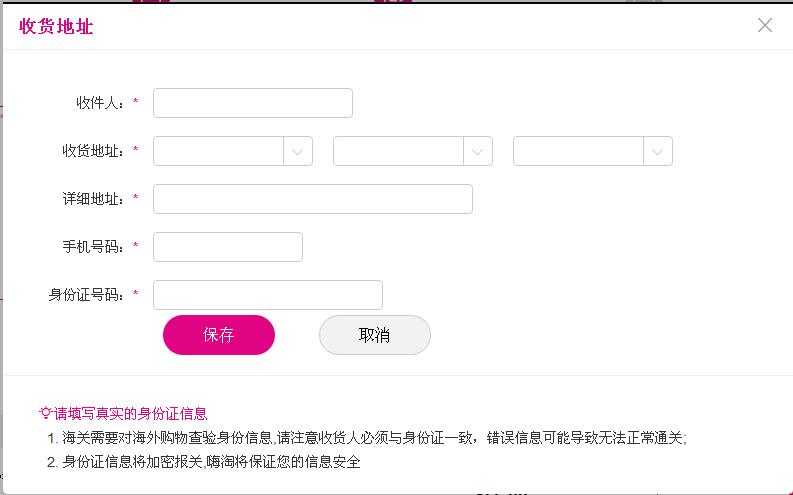 收货地址
收件人：*
收货地址：*
详细地址：*
手机号码：*
身份证号码：*
保存 取消
请填写真实的身份证信息
1. 海关需要对海外购物查验身份信息,请注意收货人必须与身份证一致，错误信息可能导致无法正常通关;
2. 身份证信息将加密报关,嗨淘将保证您的信息安全